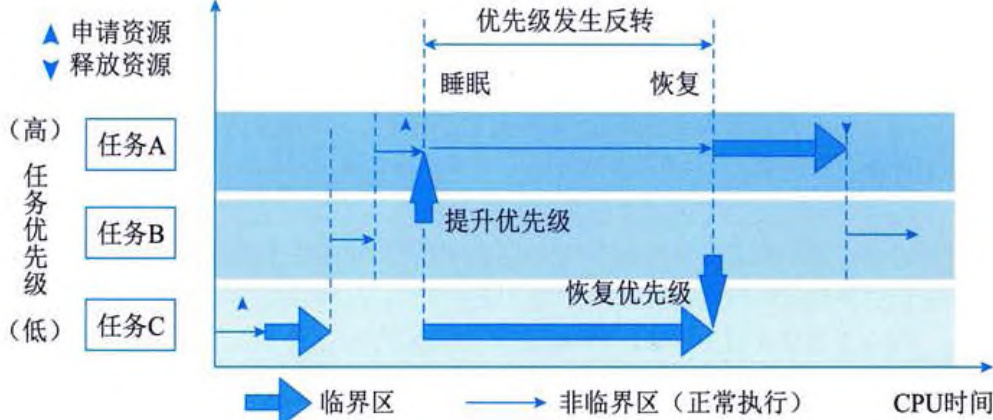 优先级发生反转
申请资源
释放资源
睡眠
恢复
（高）
任务A
任务优先级
任务B
提升优先级
恢复优先级
（低）
任务C
临界区
非临界区（正常执行）
CPU时间